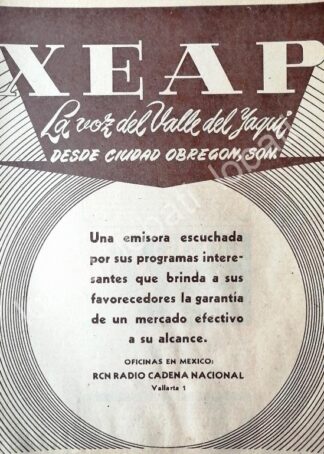 XEAP
La voz del Valle del Yaqui
DESDE CIUDAD OBREGON, SON.
Una emisora escuchada
por sus programas intere-
santes que brinda a sus
favorecedores la garantía
de un mercado efectivo
a su alcance.
OFICINAS EN MEXICO:
RCN RADIO CADENA NACIONAL
Vallarta 1